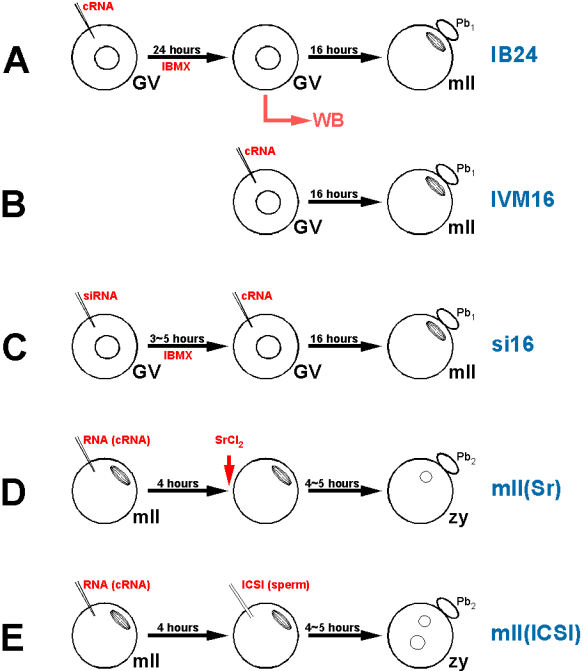 cRNA
A
24 hours
IBMX
GV
GV
16 hours
Pb1
mII
IB24
WB
B
cRNA
GV
16 hours
Pb1
mII
IVM16
C
siRNA
GV
3~5 hours
IBMX
cRNA
GV
16 hours
Pb1
mII
si16
D
RNA (cRNA)
mII
4 hours
SrCl2
4~5 hours
Pb2
zy
mII(Sr)
E
RNA (cRNA)
mII
4 hours
ICSI (sperm)
4~5 hours
Pb2
zy
mII(ICSI)